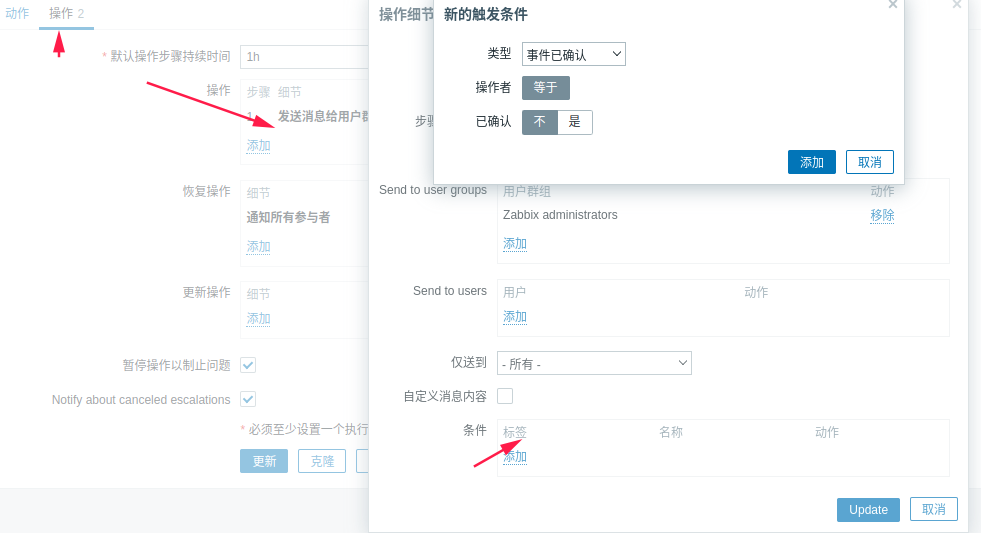 动作 操作 2
* 默认操作步骤持续时间 1h
操作 步骤 细节
1 发送消息给用户群
添加
恢复操作 细节
通知所有参与者
添加
更新操作 细节
添加
暂停操作以制止问题
Notify about canceled escalations
* 必须至少设置一个执行
更新 克隆
操作细节
新的触发条件
类型 事件已确认
操作者 等于
已确认 不 是
添加 取消
步骤
Send to user groups 用户群组 动作
Zabbix administrators 移除
添加
Send to users 用户 动作
添加
仅送到 - 所有 -
自定义消息内容
条件 标签 名称 动作
添加
Update 取消